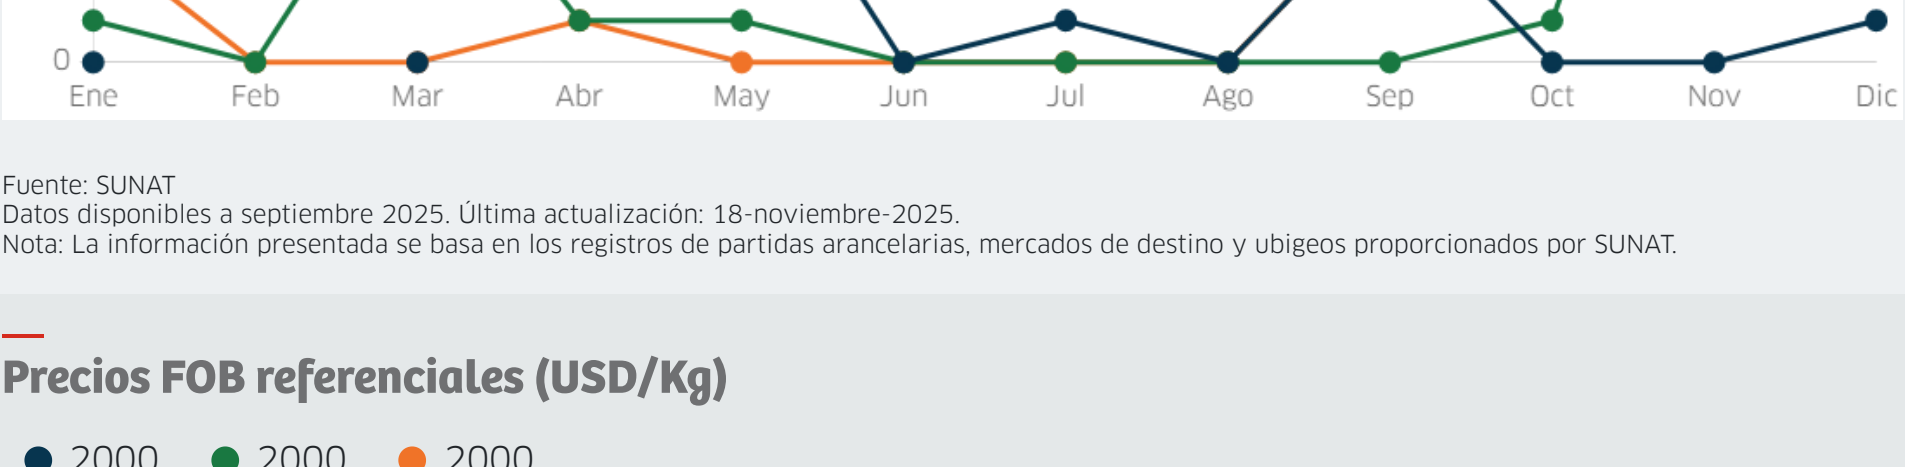 0
Ene Feb Mar Abr May Jun Jul Ago Sep Oct Nov Dic
Fuente: SUNAT
Datos disponibles a septiembre 2025. Última actualización: 18-noviembre-2025.
Nota: La información presentada se basa en los registros de partidas arancelarias, mercados de destino y ubigeos proporcionados por SUNAT.
Precios FOB referenciales (USD/Kg)
2000 2000 2000